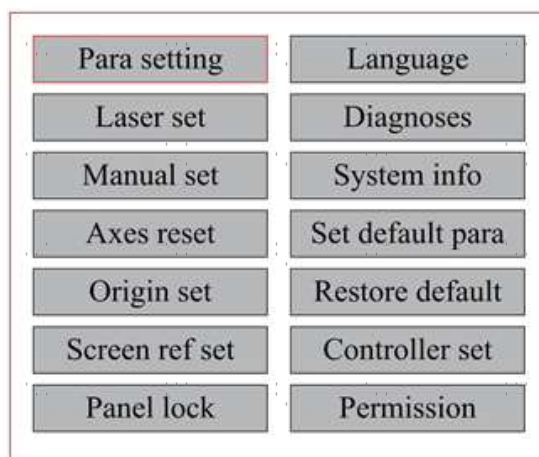 Para setting
Language
Laser set
Diagnoses
Manual set
System info
Axes reset
Set default para
Origin set
Restore default
Screen ref set
Controller set
Panel lock
Permission